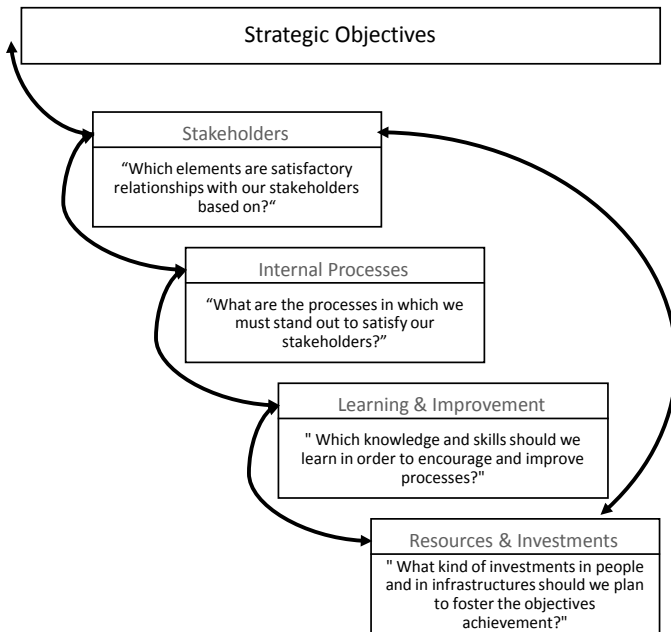 Strategic Objectives
Stakeholders
“Which elements are satisfactory
relationships with our stakeholders
based on?“
Internal Processes
“What are the processes in which we
must stand out to satisfy our
stakeholders?”
Learning & Improvement
" Which knowledge and skills should we
learn in order to encourage and improve
processes?"
Resources & Investments
" What kind of investments in people
and in infrastructures should we plan
to foster the objectives
achievement?"